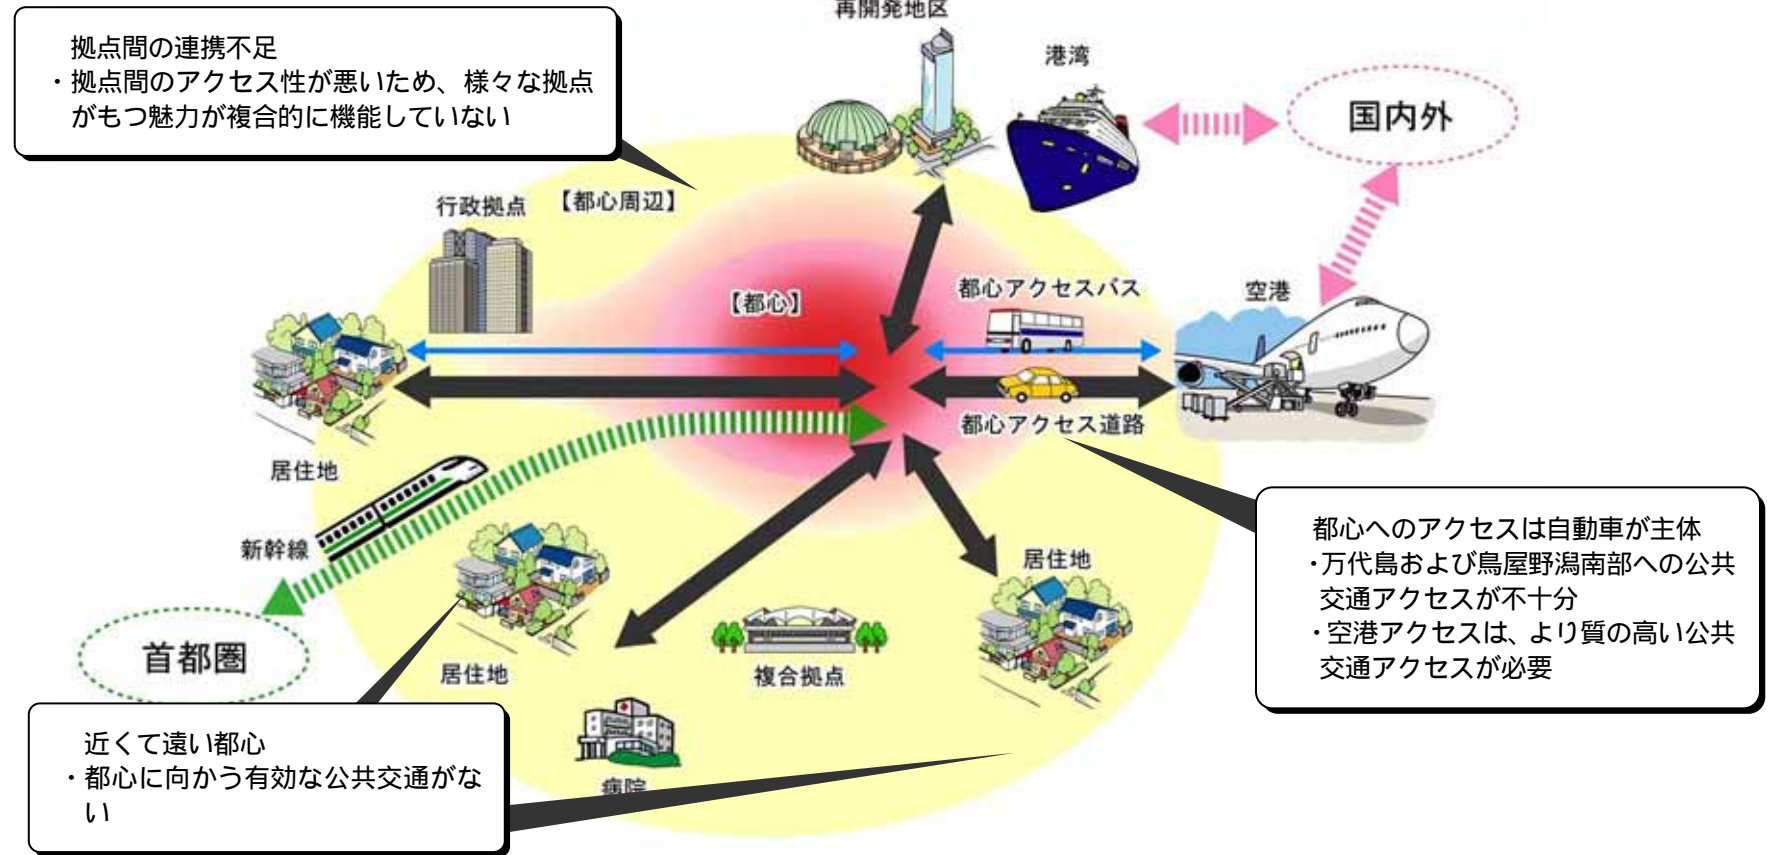 再開発地区
拠点間の連携不足
・拠点間のアクセス性が悪いため、様々な拠点
がもつ魅力が複合的に機能していない
港湾
国内外
行政拠点
【都心周辺】
【都心】
都心アクセスバス
空港
都心アクセス道路
居住地
新幹線
首都圏
居住地
居住地
複合拠点
病院
都心へのアクセスは自動車が主体
・万代島および鳥屋野潟南部への公共
交通アクセスが不十分
・空港アクセスは、より質の高い公共
交通アクセスが必要
近くて遠い都心
・都心に向かう有効な公共交通がな
い